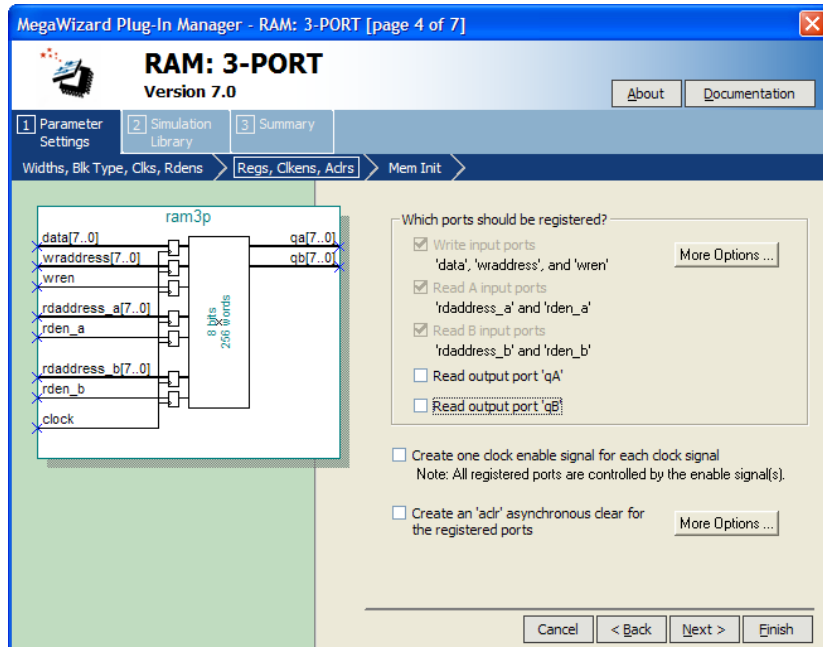 MegaWizard Plug-In Manager - RAM: 3-PORT [page 4 of 7]
RAM: 3-PORT
Version 7.0
About
Documentation
1 Parameter Settings
2 Simulation Library
3 Summary
Widths, Blk Type, Clks, Rdens
Regs, Clkens, Aclrs
Mem Init
ram3p
data[7..0]
wraddress[7..0]
wren
rdaddress_a[7..0]
rden_a
rdaddress_b[7..0]
rden_b
clock
qa[7..0]
qb[7..0]
8 bits
x
256 words
Which ports should be registered?
Write input ports
'data', 'wraddress', and 'wren'
More Options ...
Read A input ports
'rdaddress_a' and 'rden_a'
Read B input ports
'rdaddress_b' and 'rden_b'
Read output port 'qA'
Read output port 'qB'
Create one clock enable signal for each clock signal
Note: All registered ports are controlled by the enable signal(s).
Create an 'aclr' asynchronous clear for
the registered ports
More Options ...
Cancel
< Back
Next >
Finish